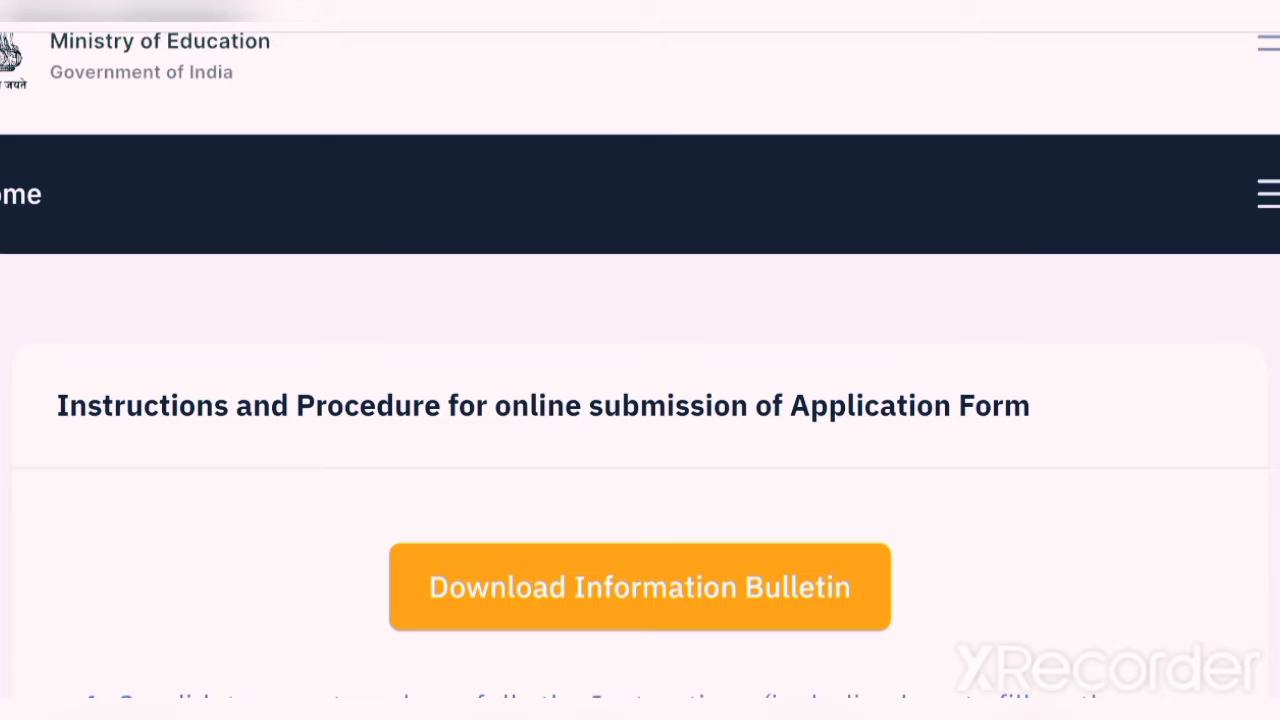 Ministry of Education
Government of India
जयते
ome
Instructions and Procedure for online submission of Application Form
Download Information Bulletin
XRecorder